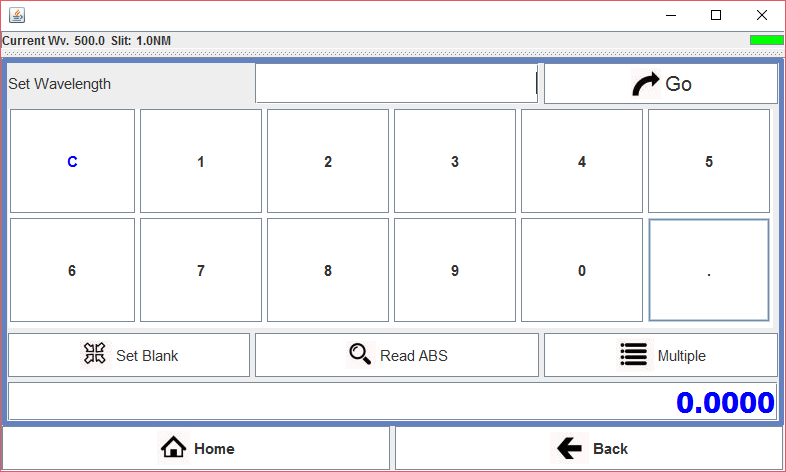 Current Wv. 500.0 Slit: 1.0NM
Set Wavelength
Go
C 1 2 3 4 5
6 7 8 9 0 .
Set Blank Read ABS Multiple
0.0000
Home Back